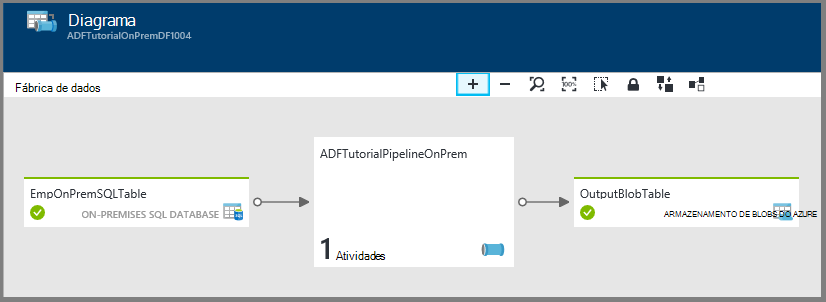 Diagrama
ADFTutorialOnPremDF1004
Fábrica de dados
100%
EmpOnPremSQLTable
ON-PREMISES SQL DATABASE
ADFTutorialPipelineOnPrem
1 Atividades
OutputBlobTable
ARMAZENAMENTO DE BLOBS DO AZURE